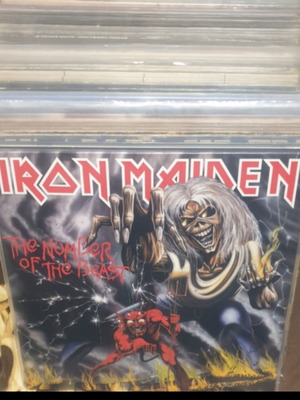 IRON MAIDEN
THE NUMBER
OF THE BEAST